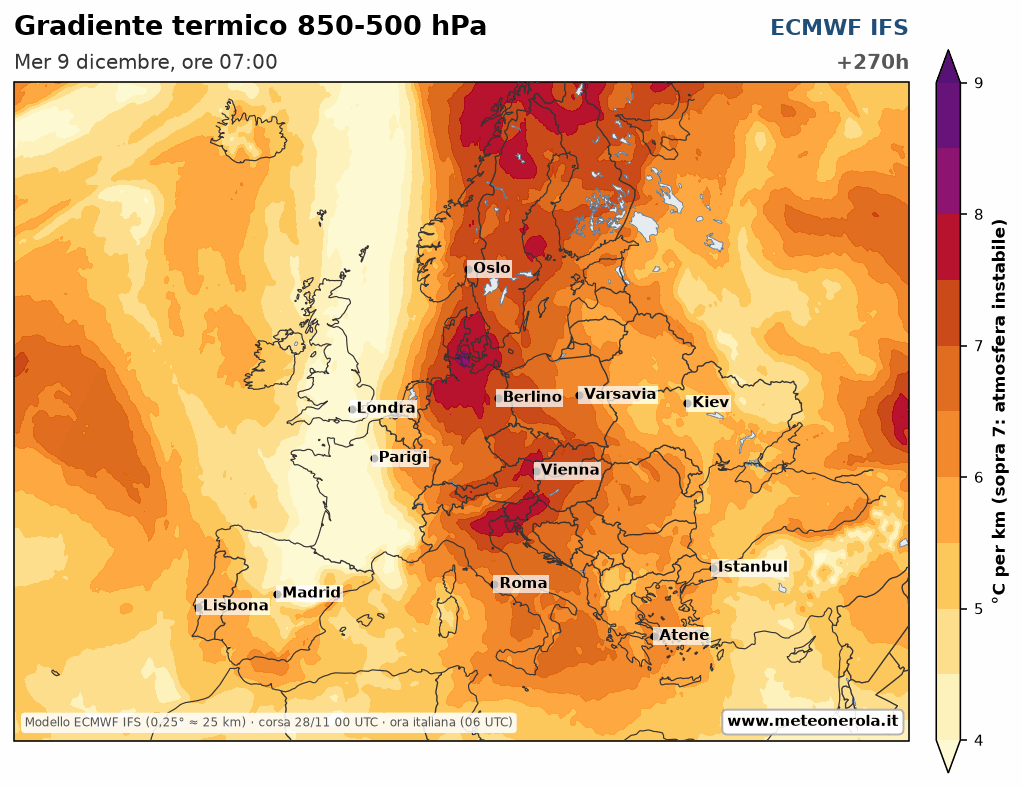 Gradiente termico 850-500 hPa
ECMWF IFS
Mer 9 dicembre, ore 07:00
+270h
9
8
7
6
5
4
°C per km (sopra 7: atmosfera instabile)
Oslo
Berlino
Varsavia
Kiev
Londra
Parigi
Vienna
Istanbul
Roma
Madrid
Lisbona
Atene
Modello ECMWF IFS (0,25° ≈ 25 km) · corsa 28/11 00 UTC · ora italiana (06 UTC)
www.meteonerola.it